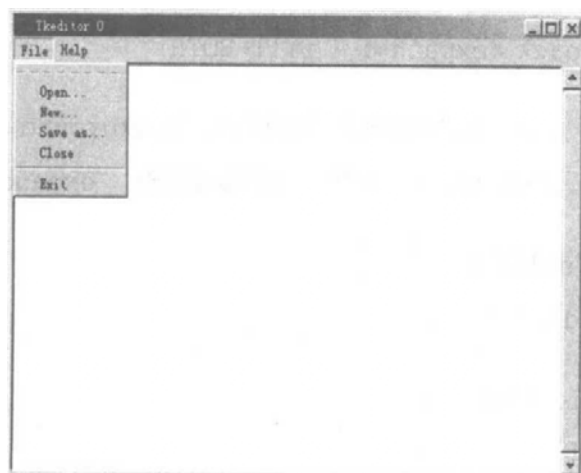 Tkeditor 0
File Help
Open...
New...
Save as...
Close
Exit